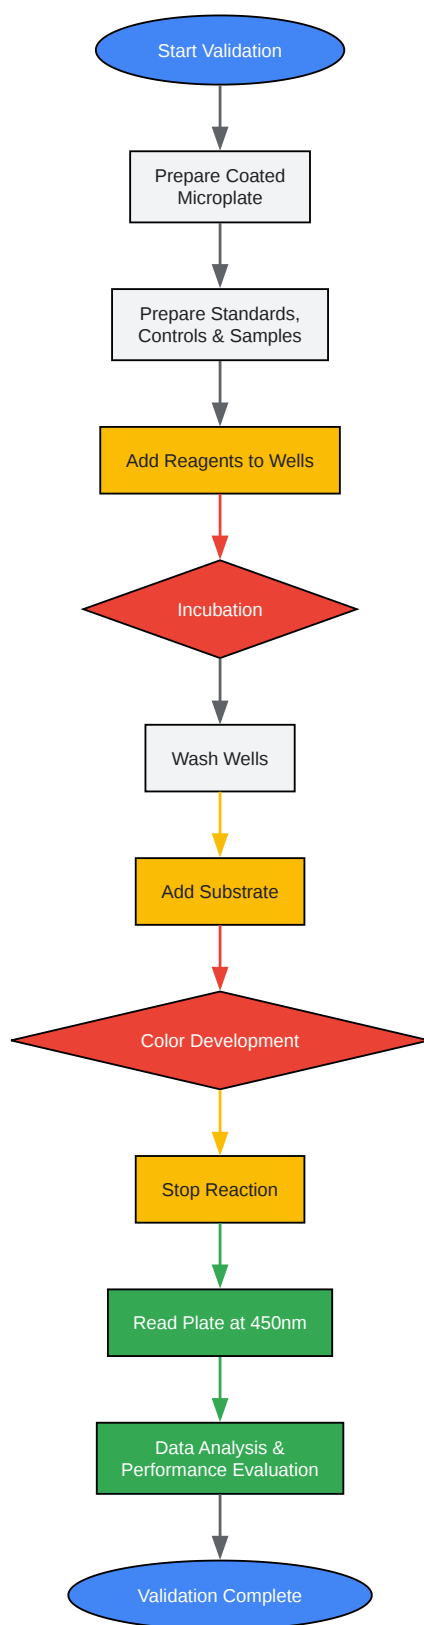 Start Validation
Prepare Coated
Microplate
Prepare Standards,
Controls & Samples
Add Reagents to Wells
Incubation
Wash Wells
Add Substrate
Color Development
Stop Reaction
Read Plate at 450nm
Data Analysis &
Performance Evaluation
Validation Complete